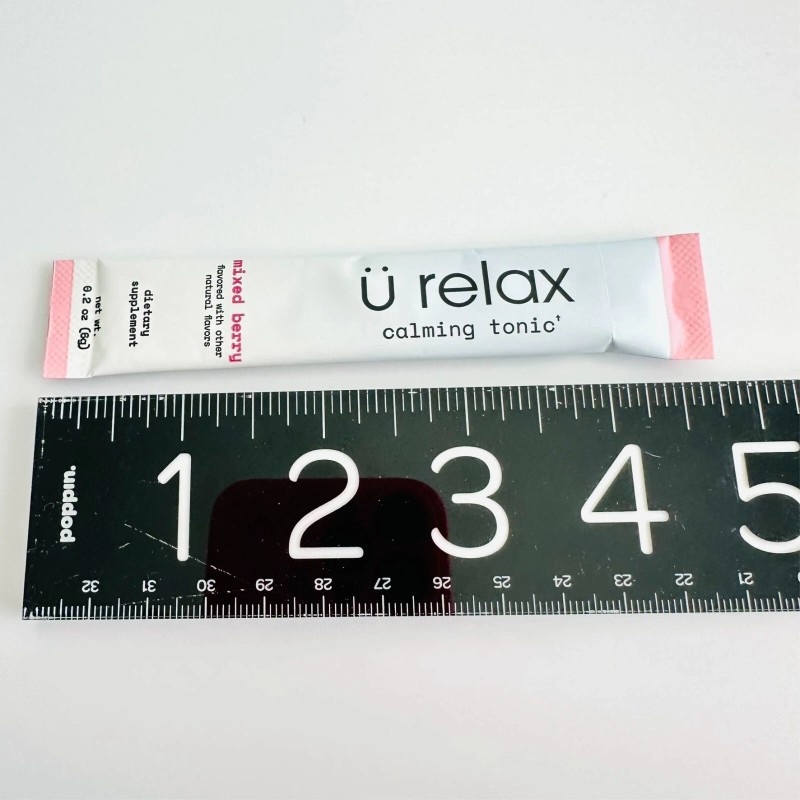 net wt.
0.2 oz (6g)
dietary
supplement
mixed berry
flavored with other
natural flavors
ü relax
calming tonic†
poppin.
1 2 3 4 5
32 31 30 29 28 27 26 25 24 23 22 21